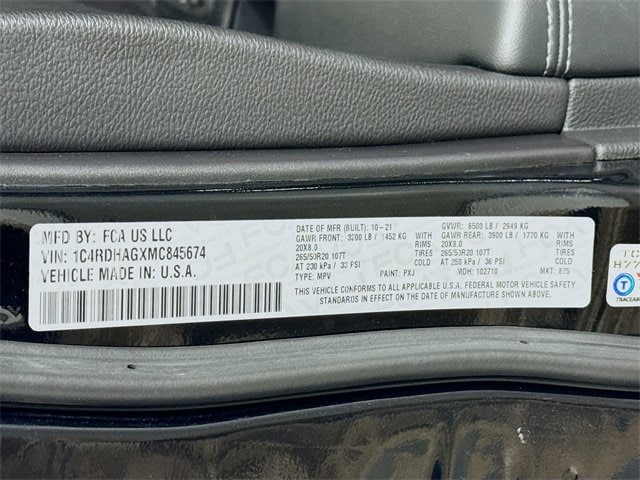 MFD BY: FCA US LLC
VIN: 1C4RDHAGXMC845674
VEHICLE MADE IN U.S.A.
DATE OF MFR (BUILT): 10-21 GVWR: 6500 LB / 2949 KG
GAWR FRONT: 3200 LB / 1452 KG WITH GAWR REAR: 3900 LB / 1770 KG WITH
20X8.0 RIMS 20X8.0 RIMS
265/50R20 107T TIRES 265/50R20 107T TIRES
AT 230 kPa / 33 PSI COLD AT 250 kPa / 36 PSI COLD
TYPE: MPV PAINT: PXJ MDH: 102710 MKT: 875
THIS VEHICLE CONFORMS TO ALL APPLICABLE U.S.A. FEDERAL MOTOR VEHICLE SAFETY
STANDARDS IN EFFECT ON THE DATE OF MANUFACTURE SHOWN ABOVE.
1C
T